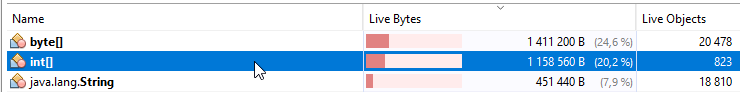 Name Live Bytes Live Objects
byte[] 1 411 200 B (24,6 %) 20 478
int[] 1 158 560 B (20,2 %) 823
java.lang.String 451 440 B (7,9 %) 18 810